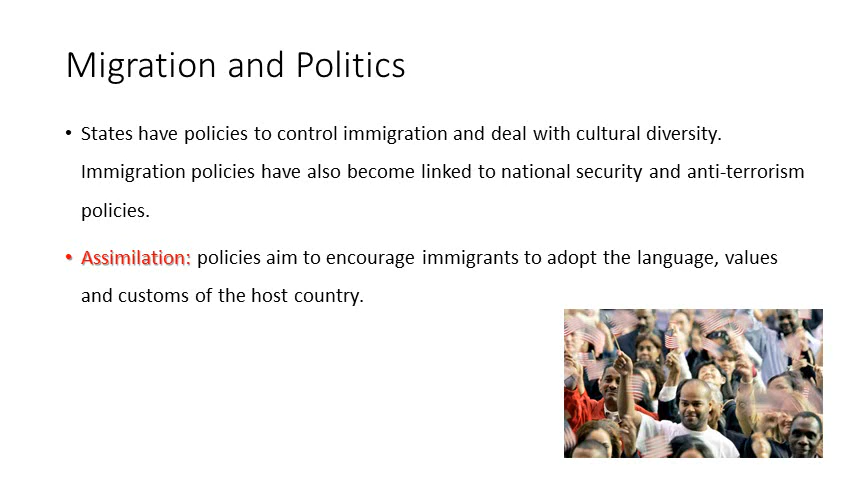 Migration and Politics
• States have policies to control immigration and deal with cultural diversity.
Immigration policies have also become linked to national security and anti-terrorism
policies.
• Assimilation: policies aim to encourage immigrants to adopt the language, values
and customs of the host country.